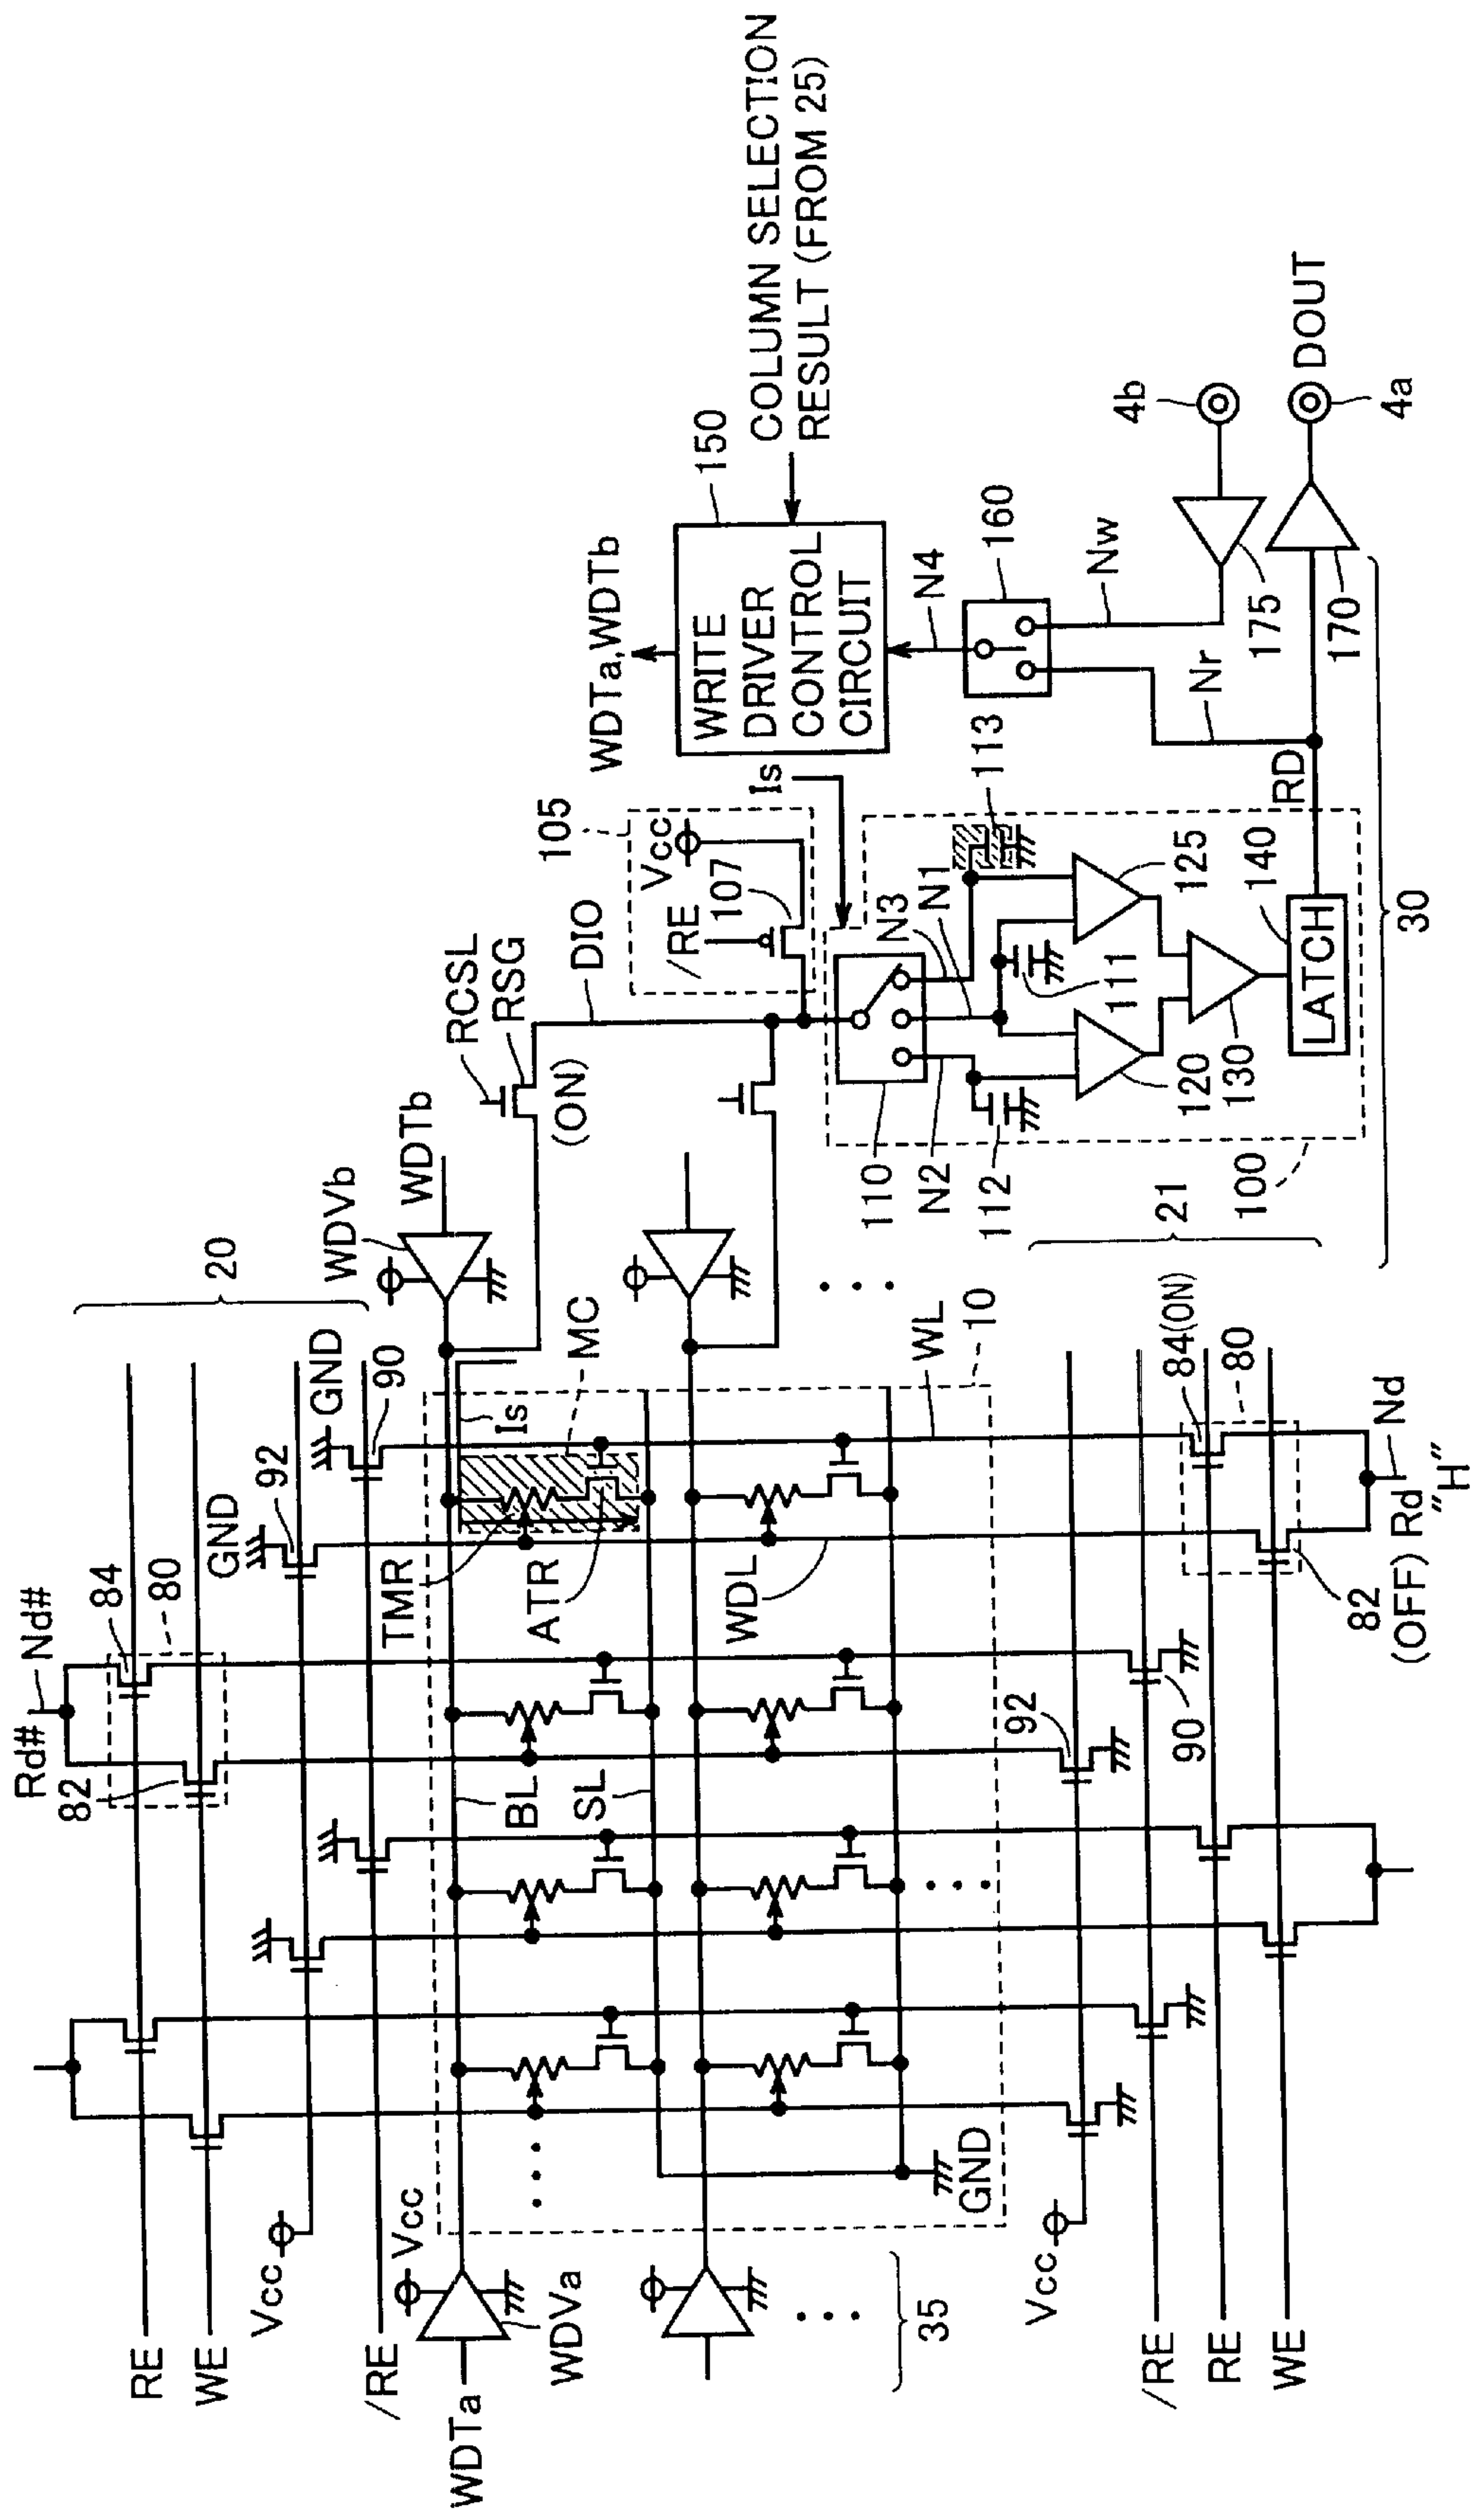 RE
WE
Vcc
/RE
WDTa
Vcc
WDVa
35
Vcc
/RE
RE
WE
GND
Rd#
Nd#
82
84
80
BL
SL
92
90
GND
92
GND
90
20
TMR
ATR
WDL
Is
MC
10
WL
82
(OFF)
Rd
"H"
Nd
84(ON)
80
WDVb
WDTb
RCSL
RSG
(ON)
DIO
21
100
110
N2
112
105
Vcc
/RE
107
Is
N3
N1
113
111
120
130
125
140
LATCH
RD
30
WDTa,WDTb
WRITE
DRIVER
CONTROL
CIRCUIT
150
COLUMN SELECTION
RESULT (FROM 25)
N4
160
Nw
Nr
175
170
4b
DOUT
4a